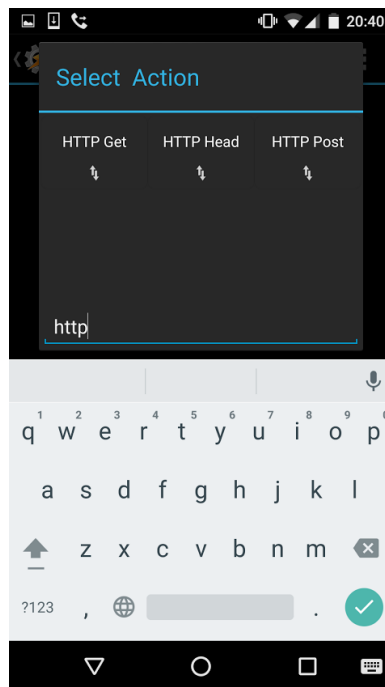 20:40
Select Action
HTTP Get HTTP Head HTTP Post
http
1 2 3 4 5 6 7 8 9 0
q w e r t y u i o p
a s d f g h j k l
z x c v b n m
?123 , .